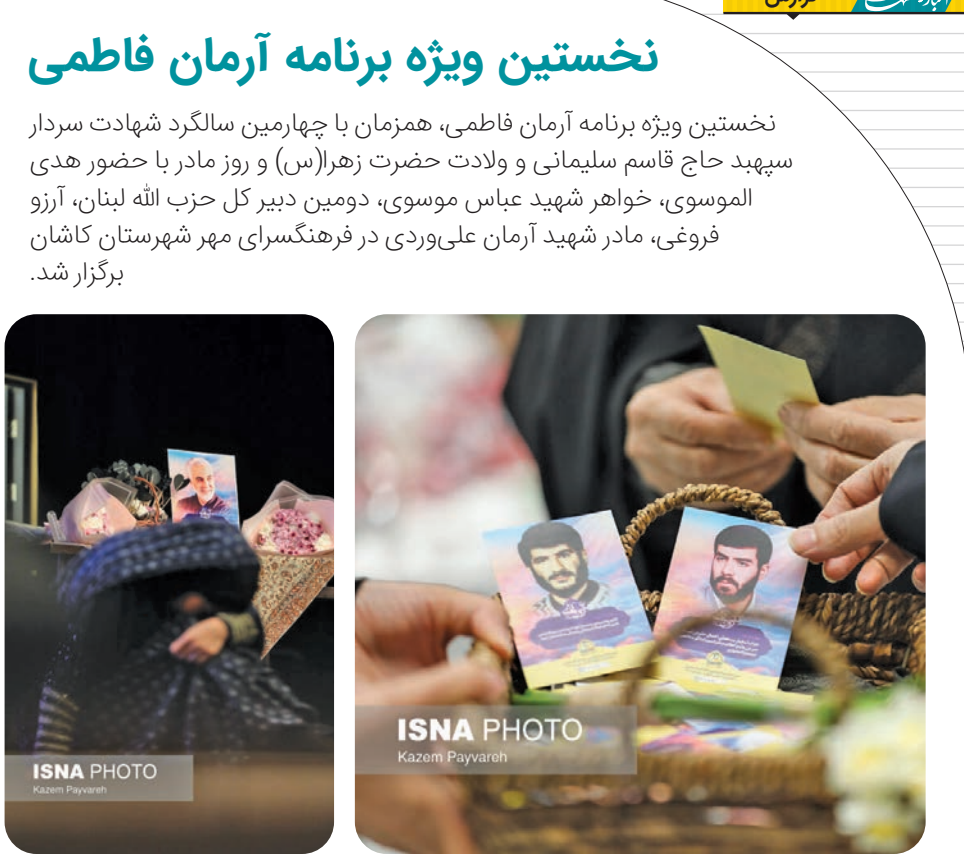 نخستین ویژه برنامه آرمان فاطمی
نخستین ویژه برنامه آرمان فاطمی، همزمان با چهارمین سالگرد شهادت سردار
سپهبد حاج قاسم سلیمانی و ولادت حضرت زهرا(س) و روز مادر با حضور هدی
الموسوی، خواهر شهید عباس موسوی، دومین دبیر کل حزب الله لبنان، آرزو
فروغی، مادر شهید آرمان علی‌وردی در فرهنگسرای مهر شهرستان کاشان
برگزار شد.
ISNA PHOTO
Kazem Payvareh
ISNA PHOTO
Kazem Payvareh